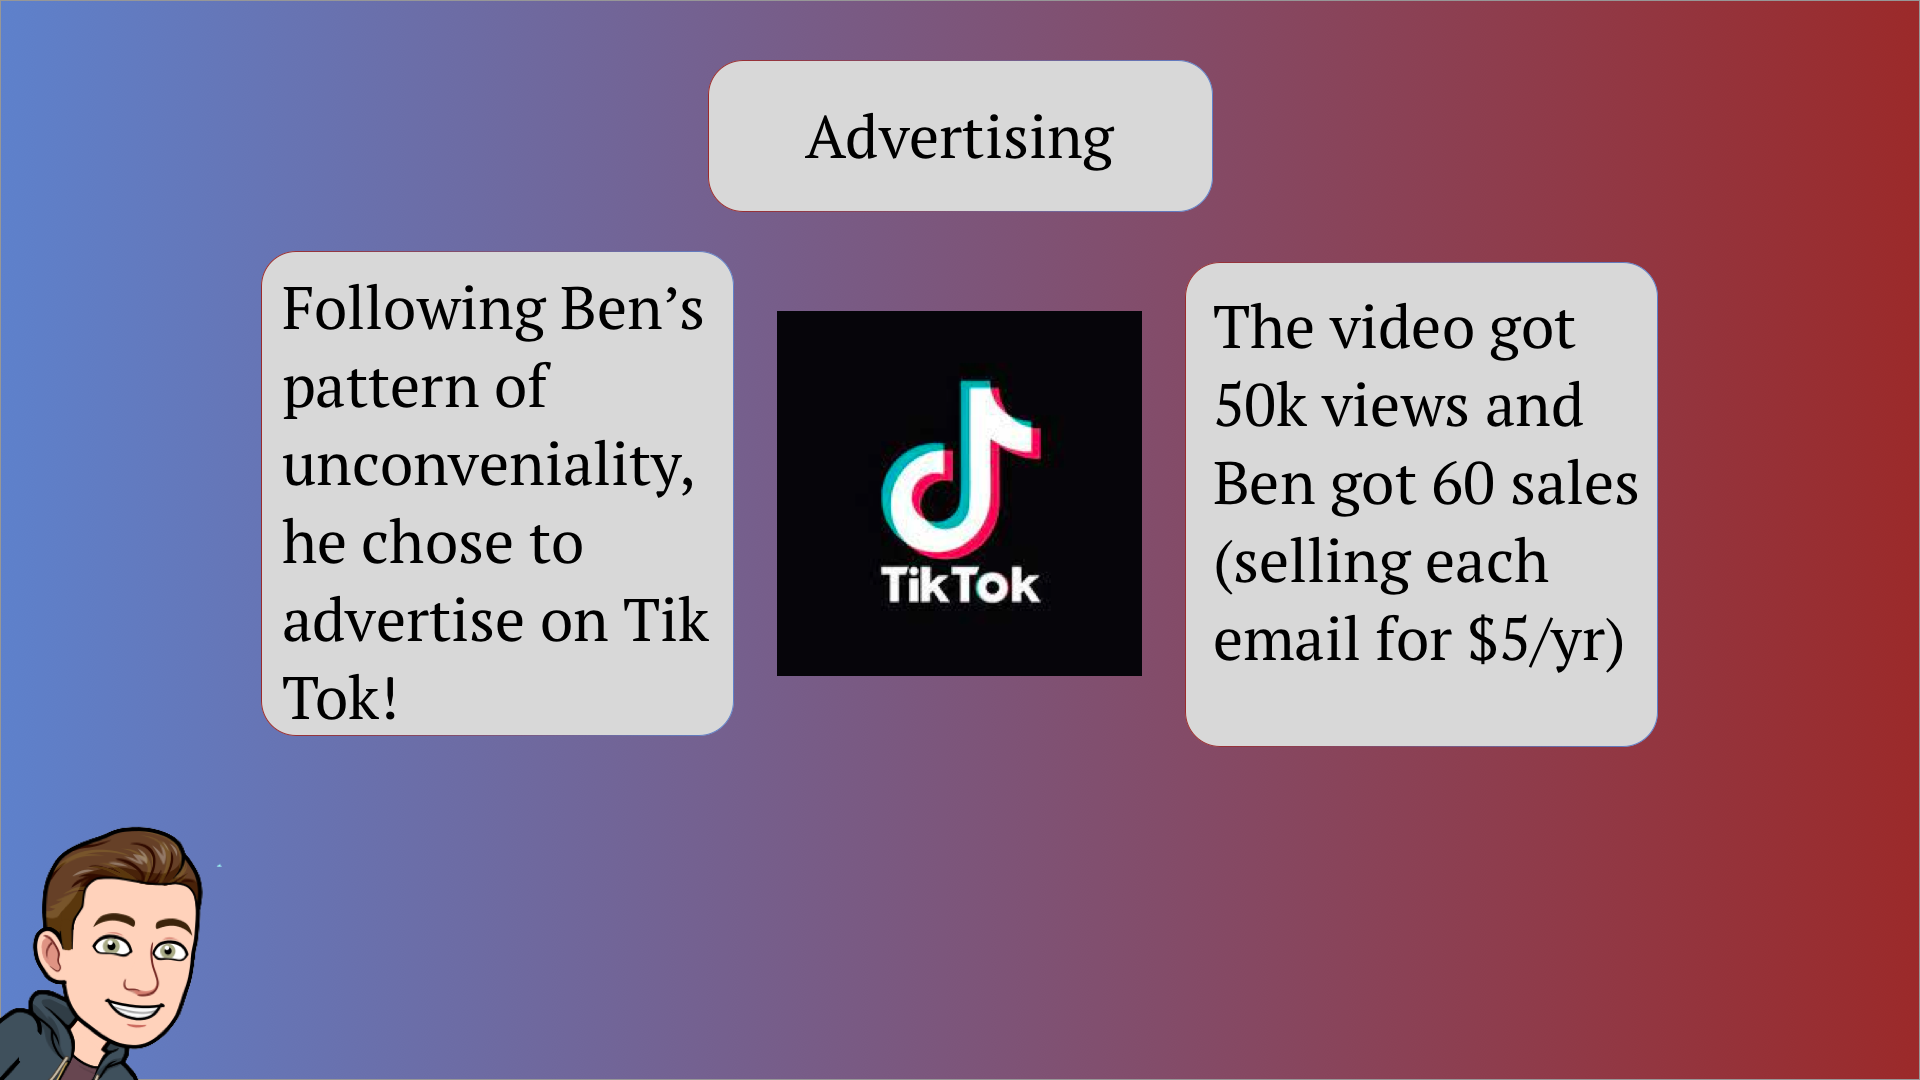 Advertising
Following Ben’s
pattern of
unconveniality,
he chose to
advertise on Tik
Tok!
TikTok
The video got
50k views and
Ben got 60 sales
(selling each
email for $5/yr)